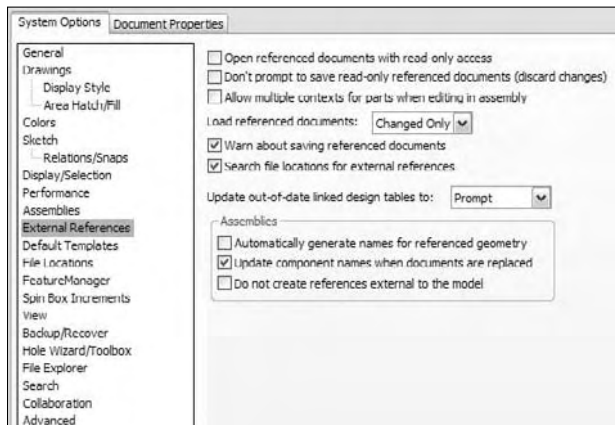 System Options
Document Properties
General
Drawings
Display Style
Area Hatch/Fill
Colors
Sketch
Relations/Snaps
Display/Selection
Performance
Assemblies
External References
Default Templates
File Locations
FeatureManager
Spin Box Increments
View
Backup/Recover
Hole Wizard/Toolbox
File Explorer
Search
Collaboration
Advanced
Open referenced documents with read-only access
Don't prompt to save read-only referenced documents (discard changes)
Allow multiple contexts for parts when editing in assembly
Load referenced documents: Changed Only
Warn about saving referenced documents
Search file locations for external references
Update out-of-date linked design tables to: Prompt
Assemblies
Automatically generate names for referenced geometry
Update component names when documents are replaced
Do not create references external to the model